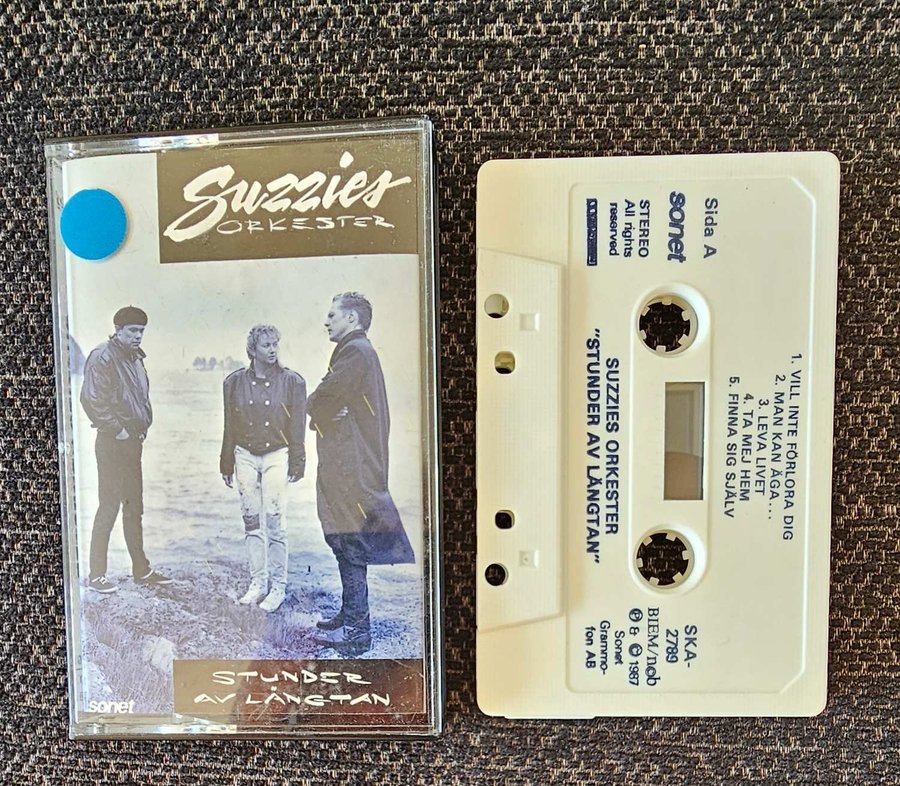 Suzzies
ORKESTER
STUNDER
AV LÄNGTAN
sonet
Sida A
sonet
STEREO
All rights
reserved
1. VILL INTE FÖRLORA DIG
2. MAN KAN ÄGA...
3. LEVA LIVET
4. TA MEJ HEM
5. FINNA SIG SJÄLV
SUZZIES ORKESTER
"STUNDER AV LÄNGTAN"
SKA-
27789
BIEM/n©b
℗ & © 1987
Sonet
Grammo-
fon AB